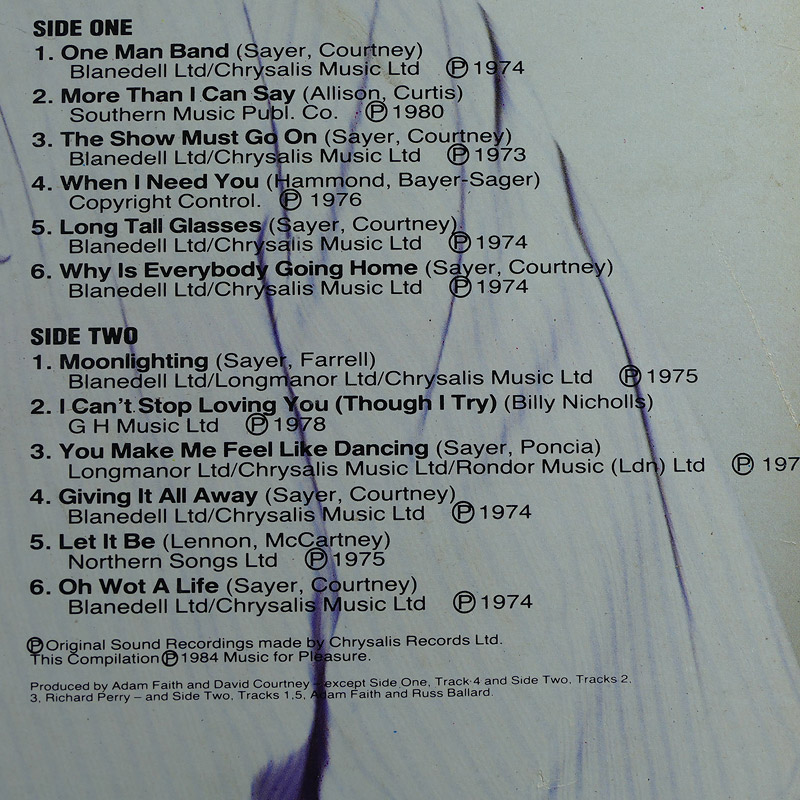 SIDE ONE
1. One Man Band (Sayer, Courtney)
Blanedell Ltd/Chrysalis Music Ltd ℗ 1974
2. More Than I Can Say (Allison, Curtis)
Southern Music Publ. Co. ℗ 1980
3. The Show Must Go On (Sayer, Courtney)
Blanedell Ltd/Chrysalis Music Ltd ℗ 1973
4. When I Need You (Hammond, Bayer-Sager)
Copyright Control. ℗ 1976
5. Long Tall Glasses (Sayer, Courtney)
Blanedell Ltd/Chrysalis Music Ltd ℗ 1974
6. Why Is Everybody Going Home (Sayer, Courtney)
Blanedell Ltd/Chrysalis Music Ltd ℗ 1974
SIDE TWO
1. Moonlighting (Sayer, Farrell)
Blanedell Ltd/Longmanor Ltd/Chrysalis Music Ltd ℗ 1975
2. I Can't Stop Loving You (Though I Try) (Billy Nicholls)
G H Music Ltd ℗ 1978
3. You Make Me Feel Like Dancing (Sayer, Poncia)
Longmanor Ltd/Chrysalis Music Ltd/Rondor Music (Ldn) Ltd ℗ 197
4. Giving It All Away (Sayer, Courtney)
Blanedell Ltd/Chrysalis Music Ltd ℗ 1974
5. Let It Be (Lennon, McCartney)
Northern Songs Ltd ℗ 1975
6. Oh Wot A Life (Sayer, Courtney)
Blanedell Ltd/Chrysalis Music Ltd ℗ 1974
℗ Original Sound Recordings made by Chrysalis Records Ltd.
This Compilation ℗ 1984 Music for Pleasure.
Produced by Adam Faith and David Courtney – except Side One, Track 4 and Side Two, Tracks 2,
3, Richard Perry – and Side Two, Tracks 1,5, Adam Faith and Russ Ballard.